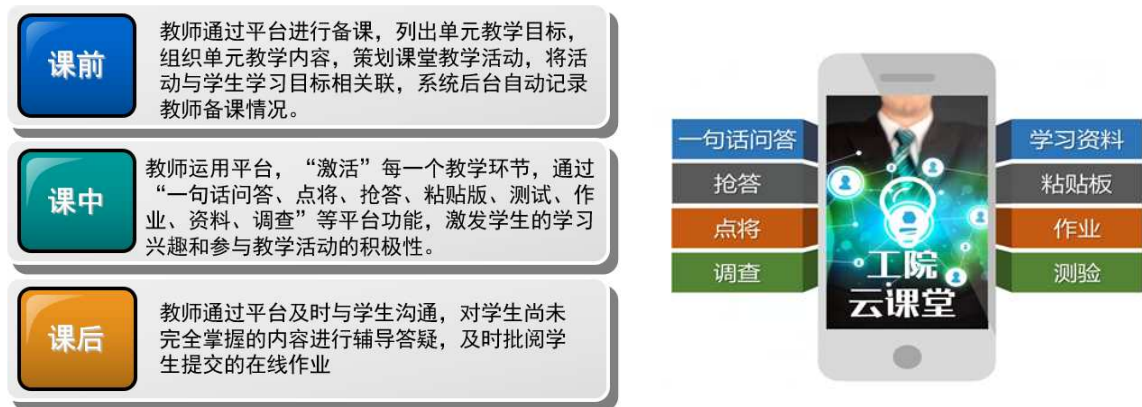 课前
教师通过平台进行备课，列出单元教学目标，
组织单元教学内容，策划课堂教学活动，将活
动与学生学习目标相关联，系统后台自动记录
教师备课情况。
课中
教师运用平台，“激活”每一个教学环节，通过
“一句话问答、点将、抢答、粘贴版、测试、作
业、资料、调查”等平台功能，激发学生的学习
兴趣和参与教学活动的积极性。
课后
教师通过平台及时与学生沟通，对学生尚未
完全掌握的内容进行辅导答疑，及时批阅学
生提交的在线作业
一句话问答
抢答
点将
调查
工院
云课堂
学习资料
粘贴板
作业
测验